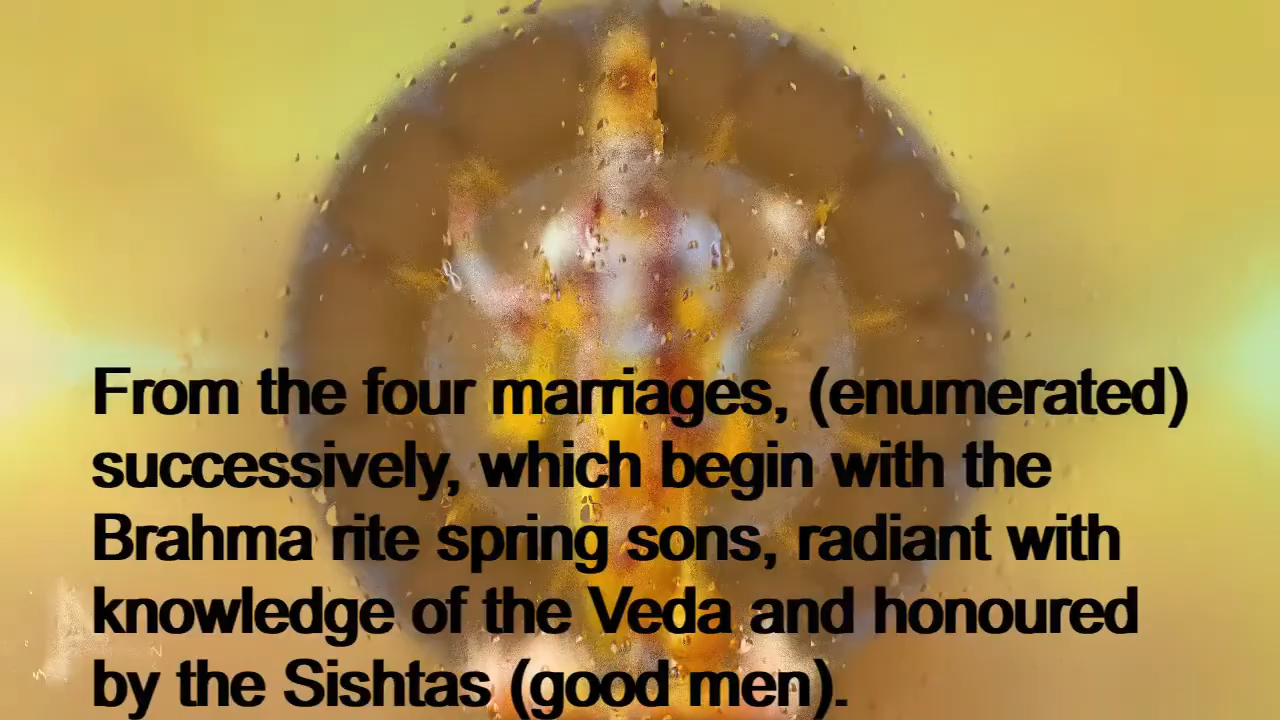 From the four marriages, (enumerated)
successively, which begin with the
Brahma rite spring sons, radiant with
knowledge of the Veda and honoured
by the Sishtas (good men).